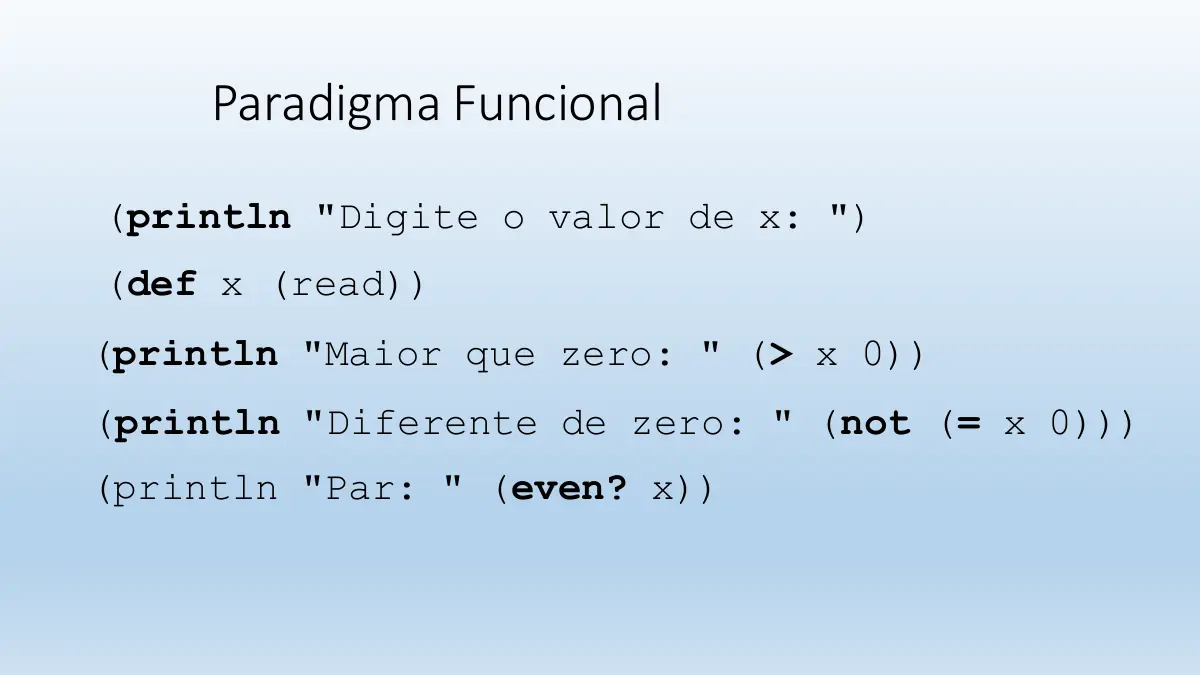 Paradigma Funcional
(println "Digite o valor de x: ")
(def x (read))
(println "Maior que zero: " (> x 0))
(println "Diferente de zero: " (not (= x 0)))
(println "Par: " (even? x))